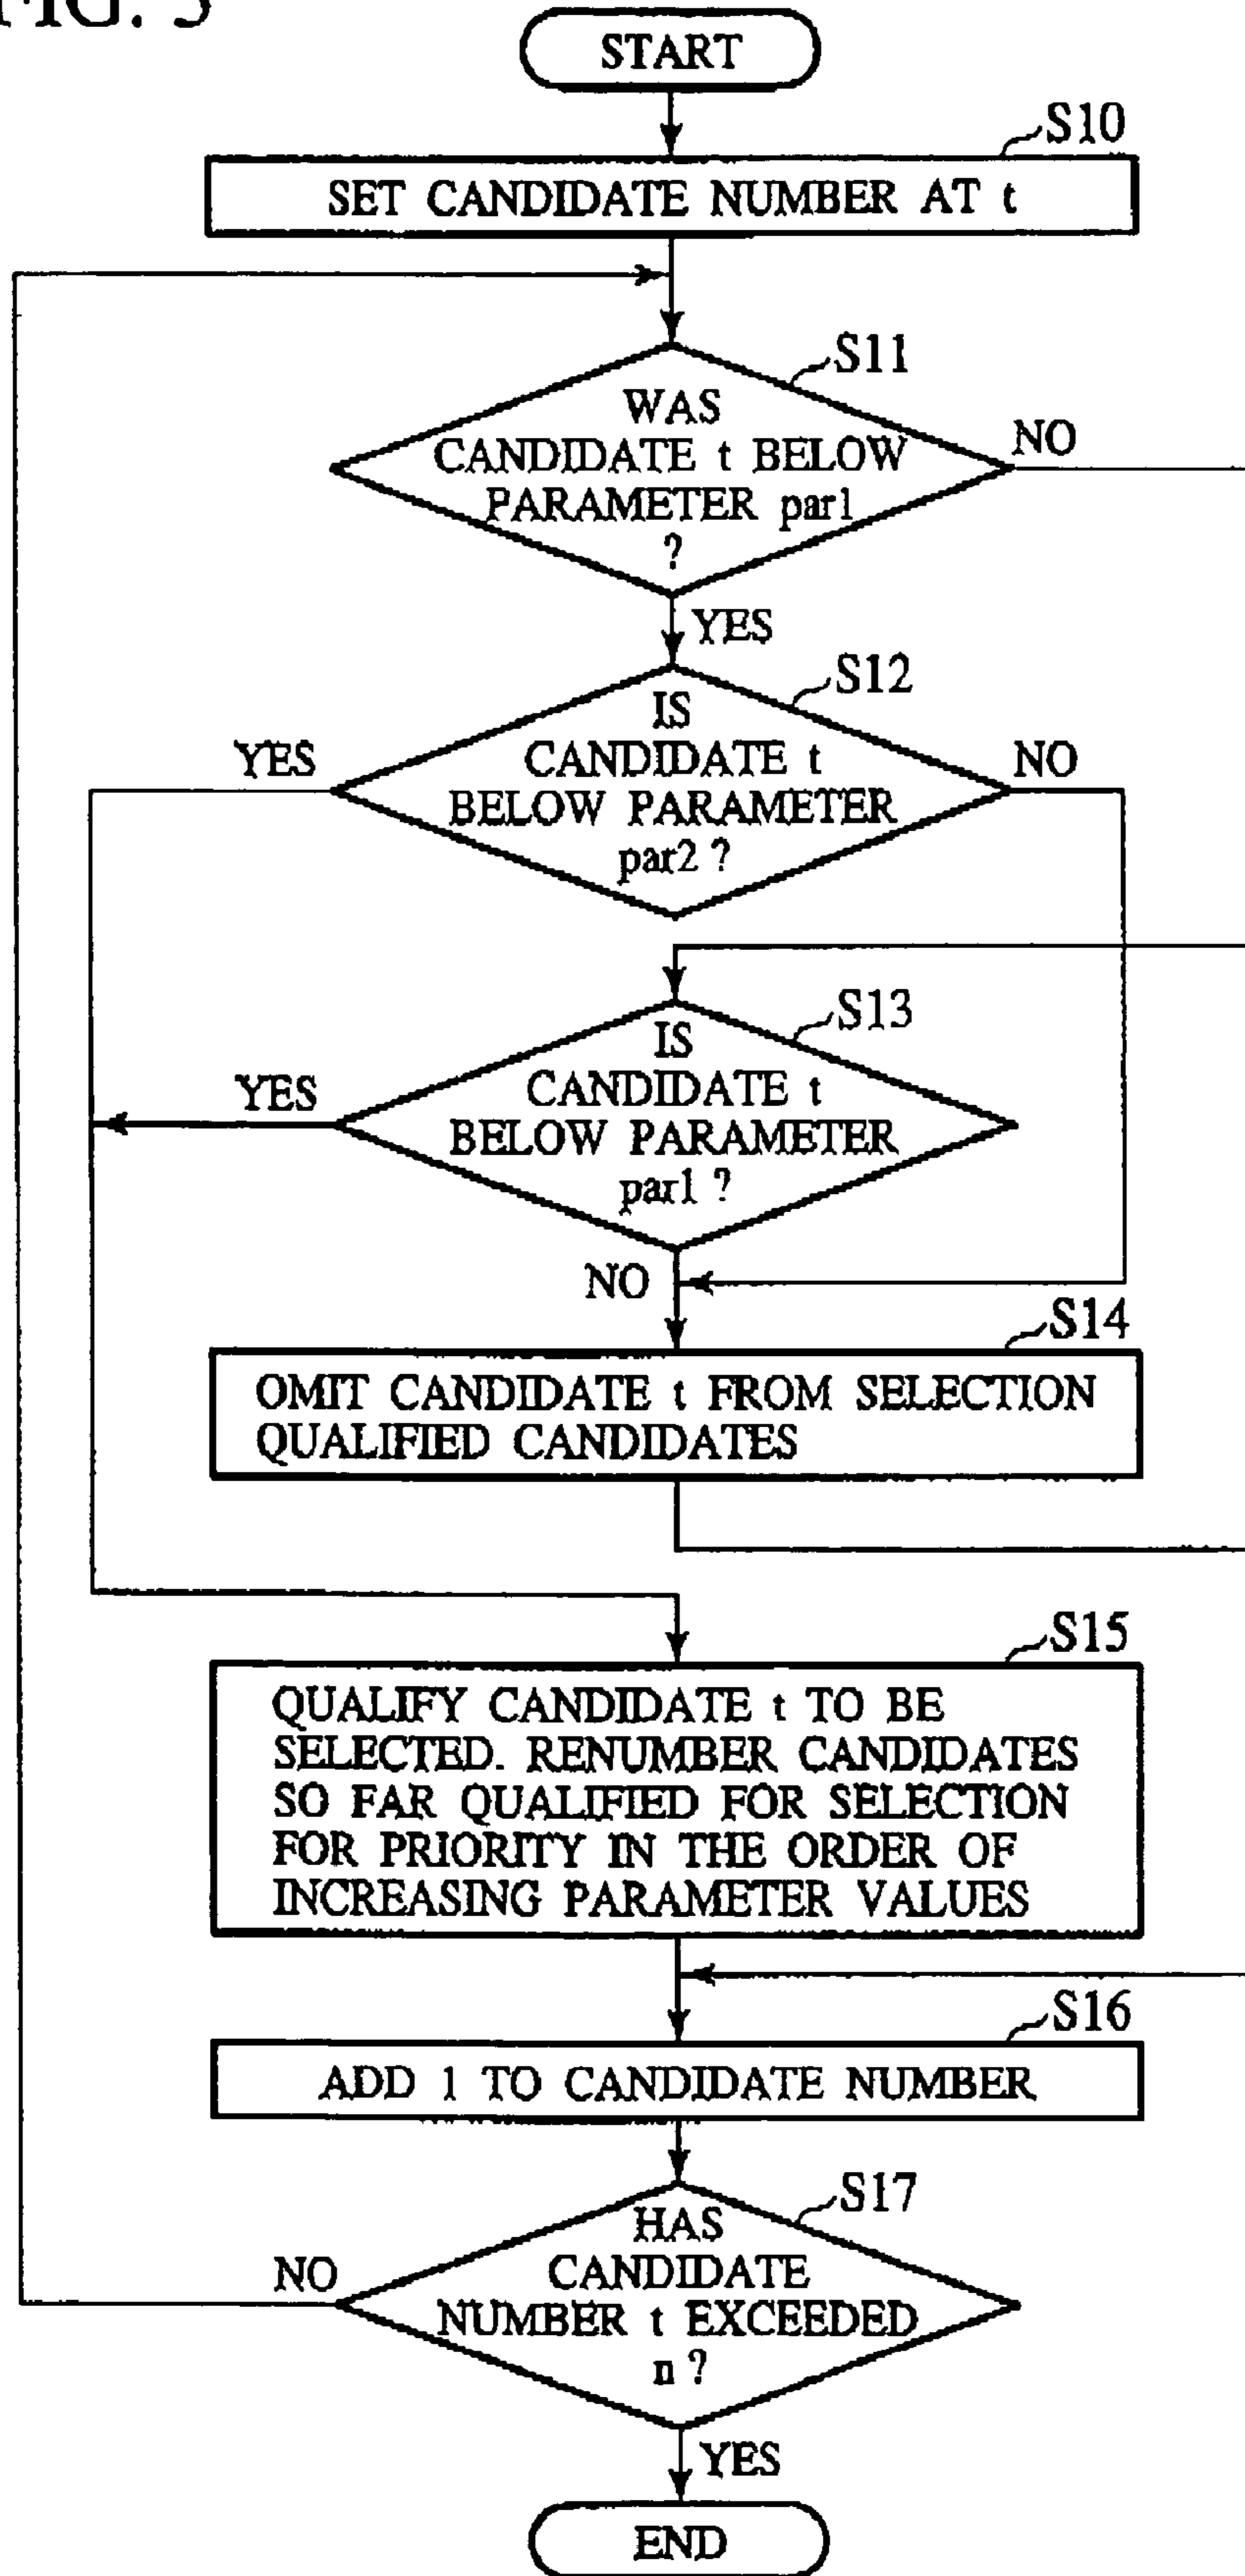 FIG. 5
START
S10
SET CANDIDATE NUMBER AT t
S11
WAS
CANDIDATE t BELOW
PARAMETER par1
?
NO
YES
S12
IS
CANDIDATE t
BELOW PARAMETER
par2 ?
YES
NO
S13
IS
CANDIDATE t
BELOW PARAMETER
par1 ?
YES
NO
S14
OMIT CANDIDATE t FROM SELECTION
QUALIFIED CANDIDATES
S15
QUALIFY CANDIDATE t TO BE
SELECTED. RENUMBER CANDIDATES
SO FAR QUALIFIED FOR SELECTION
FOR PRIORITY IN THE ORDER OF
INCREASING PARAMETER VALUES
S16
ADD 1 TO CANDIDATE NUMBER
S17
HAS
CANDIDATE
NUMBER t EXCEEDED
n ?
NO
YES
END